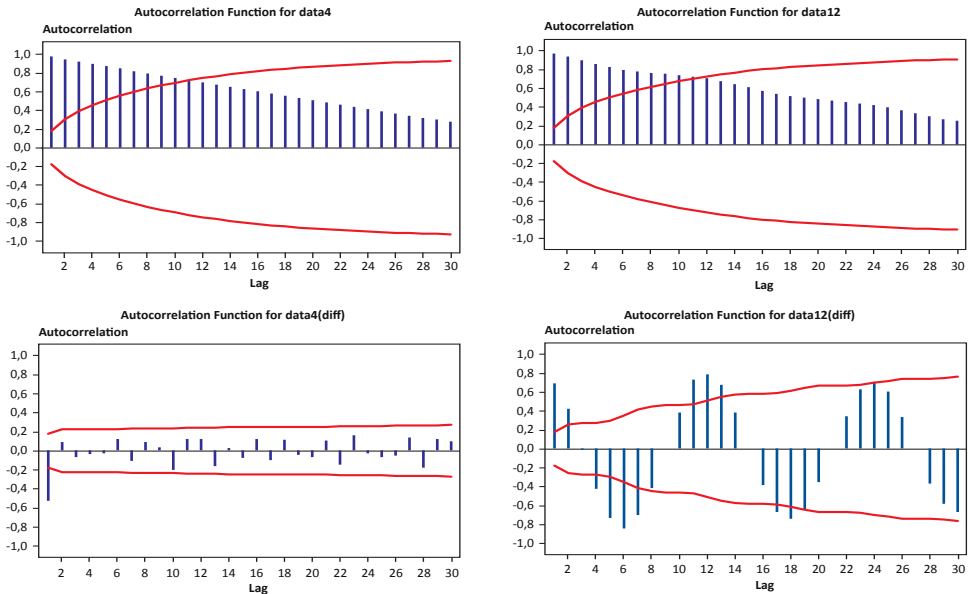 Autocorrelation Function for data4
Autocorrelation
1,0
0,8
0,6
0,4
0,2
0,0
-0,2
-0,4
-0,6
-0,8
-1,0
2 4 6 8 10 12 14 16 18 20 22 24 26 28 30
Lag
Autocorrelation Function for data12
Autocorrelation
1,0
0,8
0,6
0,4
0,2
0,0
-0,2
-0,4
-0,6
-0,8
-1,0
2 4 6 8 10 12 14 16 18 20 22 24 26 28 30
Lag
Autocorrelation Function for data4(diff)
Autocorrelation
1,0
0,8
0,6
0,4
0,2
0,0
-0,2
-0,4
-0,6
-0,8
-1,0
2 4 6 8 10 12 14 16 18 20 22 24 26 28 30
Lag
Autocorrelation Function for data12(diff)
Autocorrelation
1,0
0,8
0,6
0,4
0,2
0,0
-0,2
-0,4
-0,6
-0,8
-1,0
2 4 6 8 10 12 14 16 18 20 22 24 26 28 30
Lag